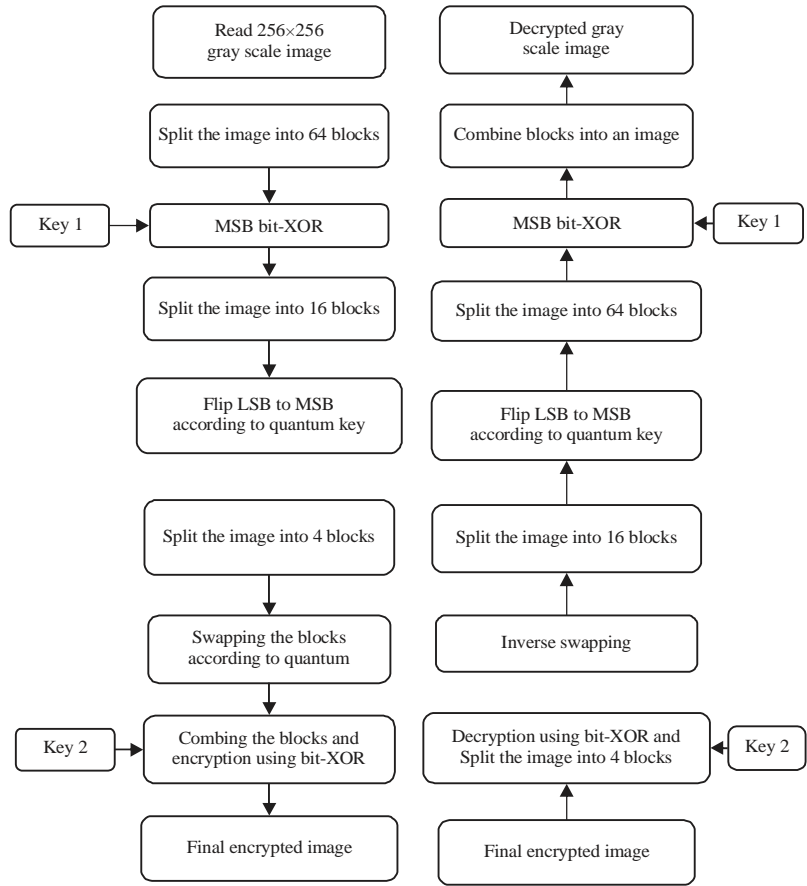 Read 256×256
gray scale image
Split the image into 64 blocks
Key 1
MSB bit-XOR
Split the image into 16 blocks
Flip LSB to MSB
according to quantum key
Split the image into 4 blocks
Swapping the blocks
according to quantum
Key 2
Combing the blocks and
encryption using bit-XOR
Final encrypted image
Decrypted gray
scale image
Combine blocks into an image
MSB bit-XOR
Key 1
Split the image into 64 blocks
Flip LSB to MSB
according to quantum key
Split the image into 16 blocks
Inverse swapping
Decryption using bit-XOR and
Split the image into 4 blocks
Key 2
Final encrypted image